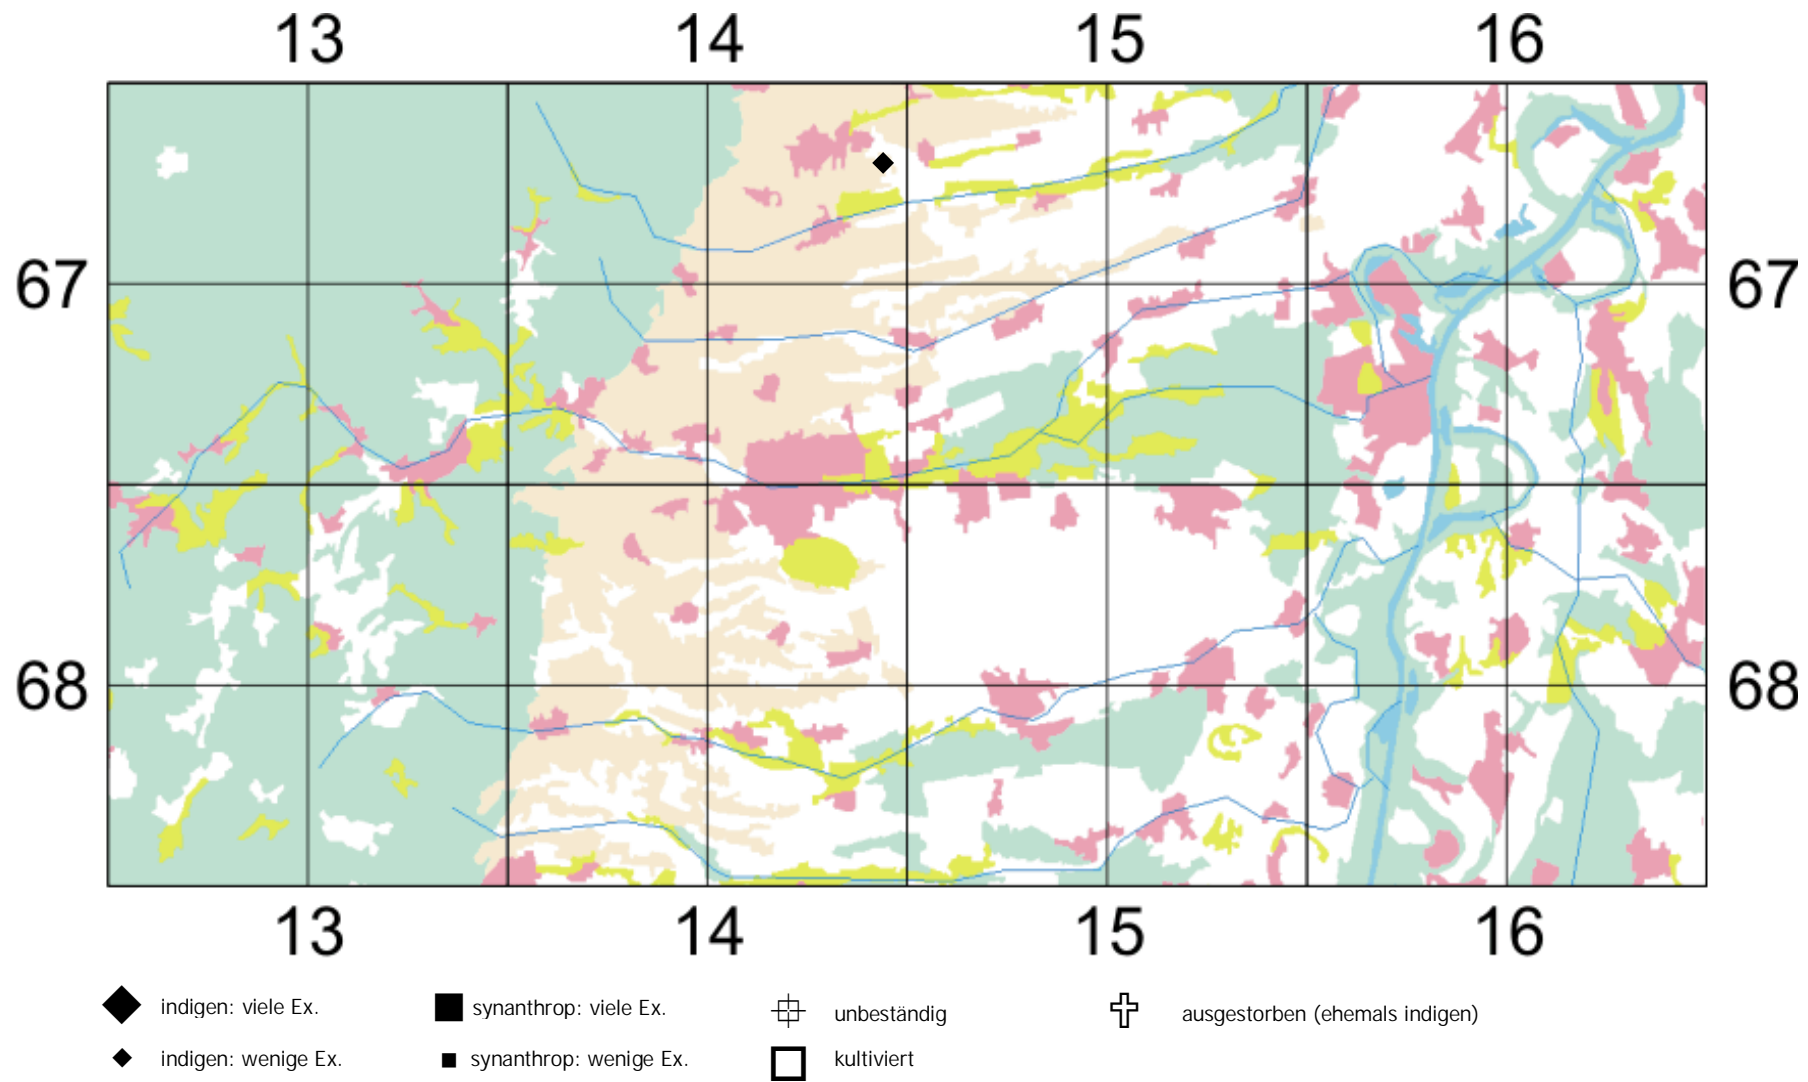 13 14 15 16
67 67
68 68
13 14 15 16
indigen: viele Ex. synanthrop: viele Ex. unbeständig ausgestorben (ehemals indigen)
indigen: wenige Ex. synanthrop: wenige Ex. kultiviert